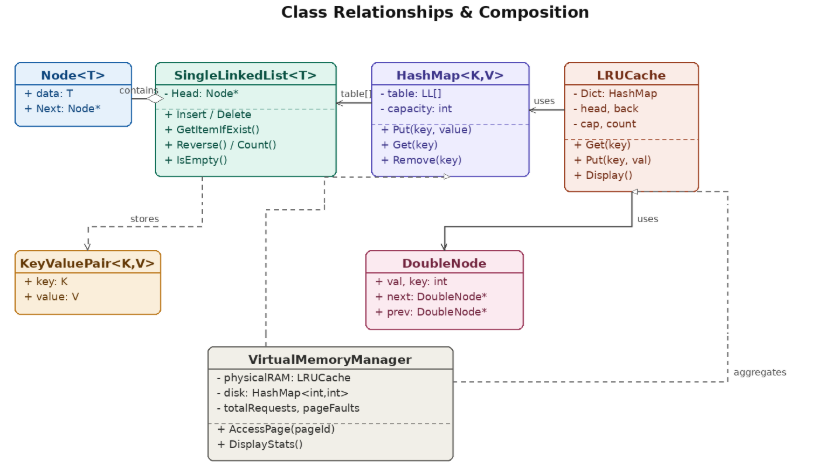 Class Relationships & Composition
Node<T>
+ data: T
+ Next: Node*
contains
SingleLinkedList<T>
- Head: Node*
+ Insert / Delete
+ GetItemIfExist()
+ Reverse() / Count()
+ IsEmpty()
table[]
HashMap<K,V>
- table: LL[]
- capacity: int
+ Put(key, value)
+ Get(key)
+ Remove(key)
uses
LRUCache
- Dict: HashMap
- head, back
- cap, count
+ Get(key)
+ Put(key, val)
+ Display()
stores
uses
KeyValuePair<K,V>
+ key: K
+ value: V
DoubleNode
+ val, key: int
+ next: DoubleNode*
+ prev: DoubleNode*
VirtualMemoryManager
- physicalRAM: LRUCache
- disk: HashMap<int,int>
- totalRequests, pageFaults
+ AccessPage(pageId)
+ DisplayStats()
aggregates